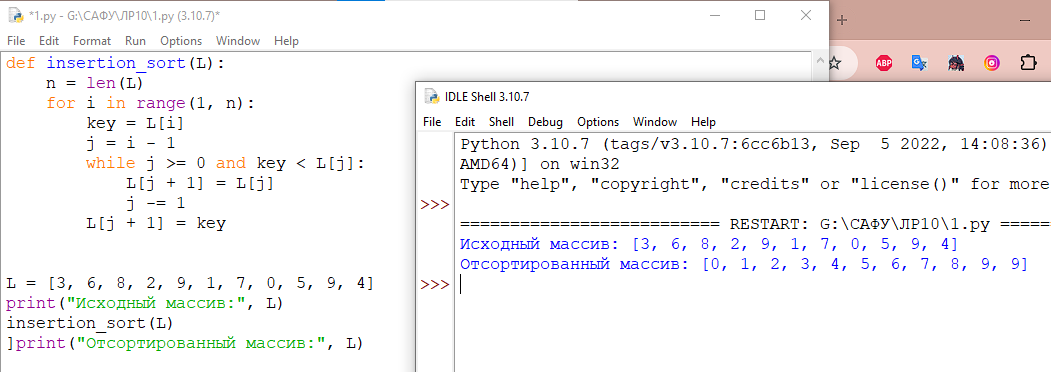 *1.py - G:\САФУ\ЛР10\1.py (3.10.7)*
File Edit Format Run Options Window Help
def insertion_sort(L):
    n = len(L)
    for i in range(1, n):
        key = L[i]
        j = i - 1
        while j >= 0 and key < L[j]:
            L[j + 1] = L[j]
            j -= 1
        L[j + 1] = key
L = [3, 6, 8, 2, 9, 1, 7, 0, 5, 9, 4]
print("Исходный массив:", L)
insertion_sort(L)
]print("Отсортированный массив:", L)
ABP
IDLE Shell 3.10.7
File Edit Shell Debug Options Window Help
Python 3.10.7 (tags/v3.10.7:6cc6b13, Sep  5 2022, 14:08:36)
AMD64)] on win32
Type "help", "copyright", "credits" or "license()" for more
>>>
========================== RESTART: G:\САФУ\ЛР10\1.py =====
Исходный массив: [3, 6, 8, 2, 9, 1, 7, 0, 5, 9, 4]
Отсортированный массив: [0, 1, 2, 3, 4, 5, 6, 7, 8, 9, 9]
>>>